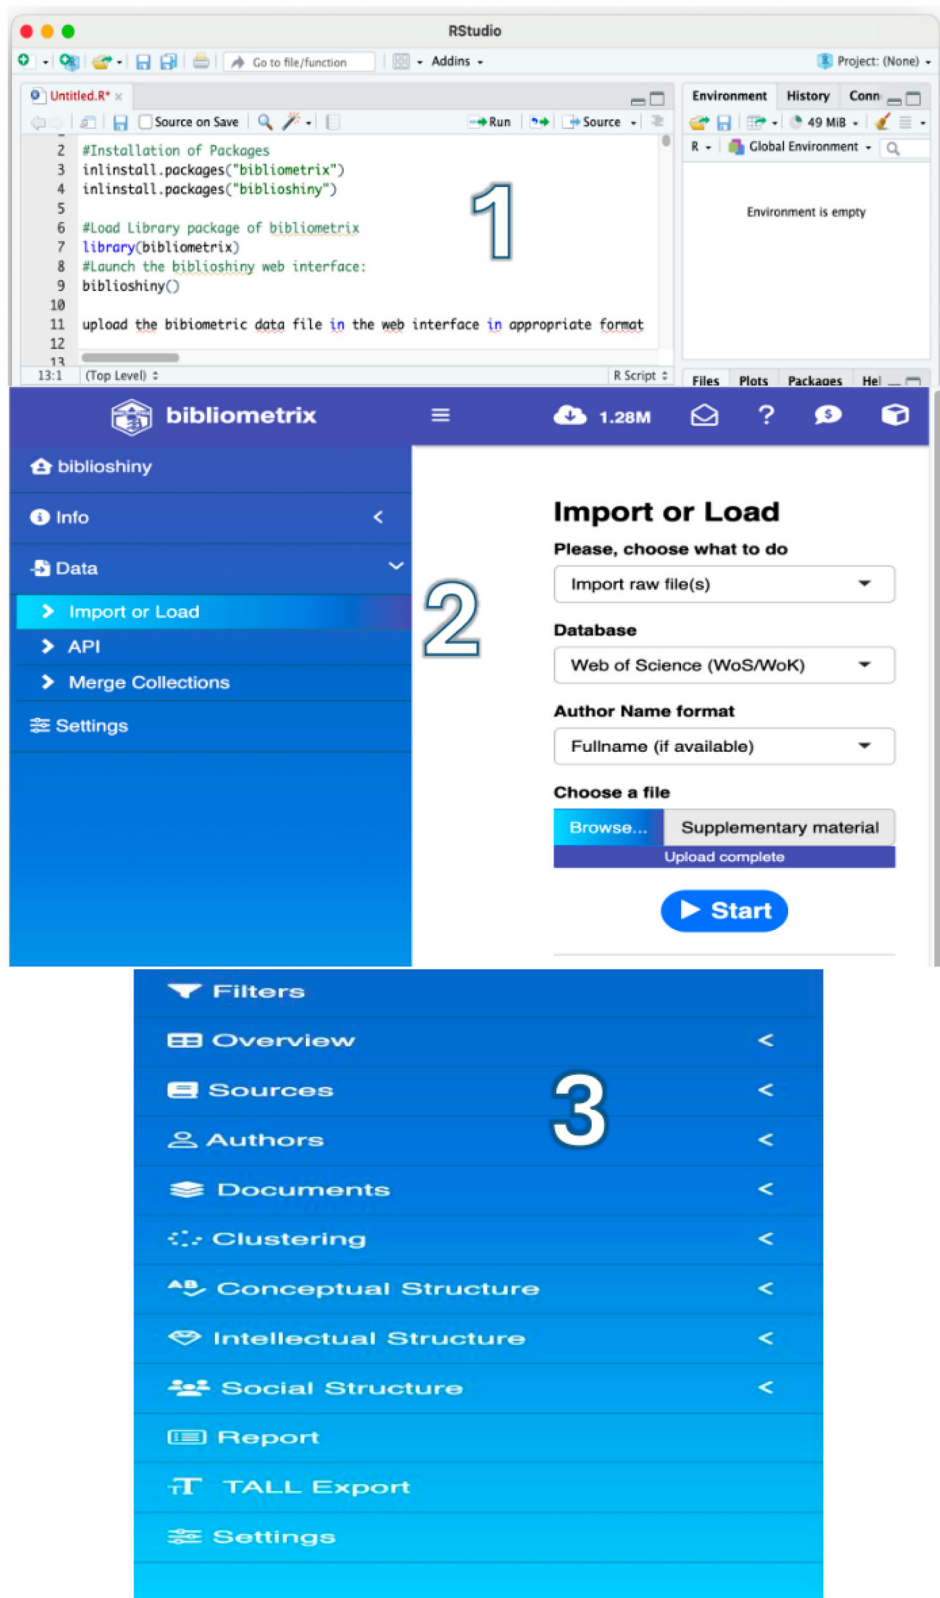 RStudio
Go to file/function
Addins
Project: (None)
Untitled.R*
Environment History Conn
Source on Save
Run
Source
49 MiB
R
Global Environment
2 #Installation of Packages
3 inlinstall.packages("bibliometrix")
4 inlinstall.packages("biblioshiny")
5
6 #Load Library package of bibliometrix
7 library(bibliometrix)
8 #Launch the biblioshiny web interface:
9 biblioshiny()
10
11 upload the bibiometric data file in the web interface in appropriate format
12
13
1
Environment is empty
13:1 (Top Level)
R Script
Files Plots Packages Hel
bibliometrix
1.28M
?
biblioshiny
Info
Data
Import or Load
API
Merge Collections
Settings
2
Import or Load
Please, choose what to do
Import raw file(s)
Database
Web of Science (WoS/WoK)
Author Name format
Fullname (if available)
Choose a file
Browse... Supplementary material
Upload complete
Start
Filters
Overview
Sources
3
Authors
Documents
Clustering
Conceptual Structure
Intellectual Structure
Social Structure
Report
TALL Export
Settings